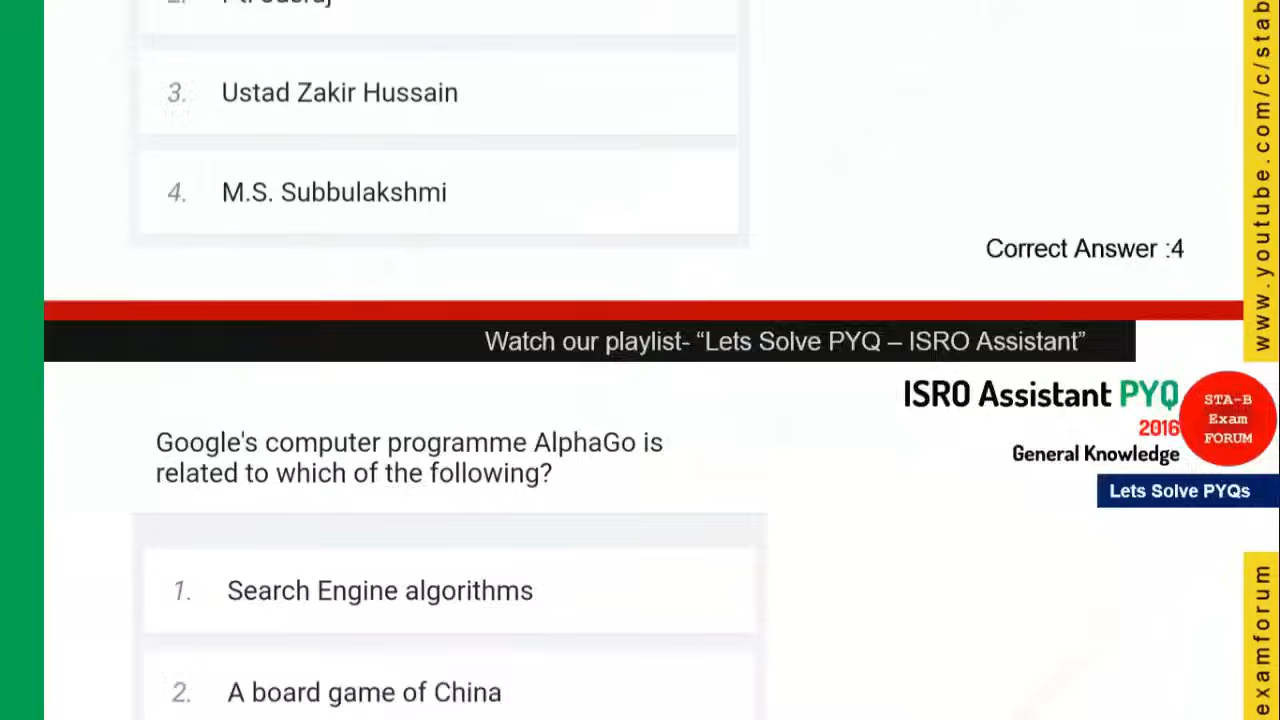 3. Ustad Zakir Hussain
4. M.S. Subbulakshmi
Correct Answer :4
Watch our playlist- “Lets Solve PYQ – ISRO Assistant”
ISRO Assistant PYQ
2016
General Knowledge
STA-B
Exam
FORUM
Lets Solve PYQs
Google's computer programme AlphaGo is
related to which of the following?
1. Search Engine algorithms
2. A board game of China
www.youtube.com/c/stab
examforum